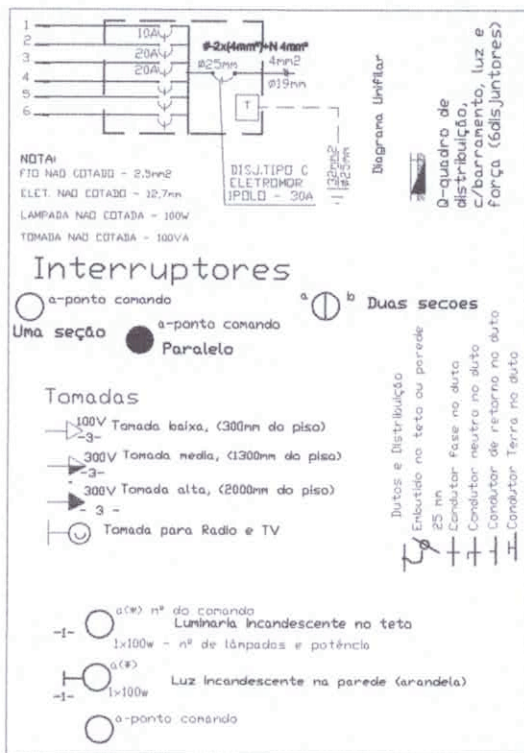 1
2
3
4
5
6
10A
20A
20A
ø-2x(4mm²)+N 4mm²
ø25mm
4mm2
ø19mm
T
DISJ.TIPO C
ELETROMOR
IPOLO - 30A
ø25mm
Diagrama Unifilar
Q-quadro de
distribuição,
c/barramento, luz e
força (6disjuntores)
NOTA:
FIO NAO COTADO - 2,5mm2
ELET. NAO COTADO - 12,7mm
LAMPADA NAO COTADA - 100W
TOMADA NAO COTADA - 100VA
Interruptores
a-ponto comando
Uma seção
a-ponto comando
Paralelo
a b Duas secoes
Tomadas
100V Tomada baixa, (300mm do piso)
-3-
300V Tomada media, (1300mm do piso)
-3-
300V Tomada alta, (2000mm do piso)
- 3 -
Tomada para Radio e TV
Dutos e Distribuição
Embutido no teto ou parede
25 mm
Condutor fase no duto
Condutor neutro no duto
Condutor de retorno no duto
Condutor Terra no duto
a(*) nº do comando
-1- Luminaria Incandescente no teto
1x100w - nº de lâmpadas e potência
a(*)
-1- Luz Incandescente na parede (arandela)
1x100w
a-ponto comando